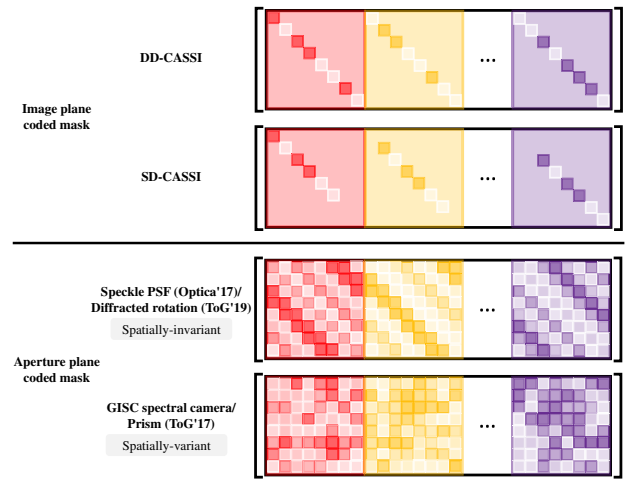 DD-CASSI
...
Image plane
coded mask
SD-CASSI
...
Speckle PSF (Optica'17)/
Diffracted rotation (ToG'19)
Spatially-invariant
...
Aperture plane
coded mask
GISC spectral camera/
Prism (ToG'17)
Spatially-variant
...